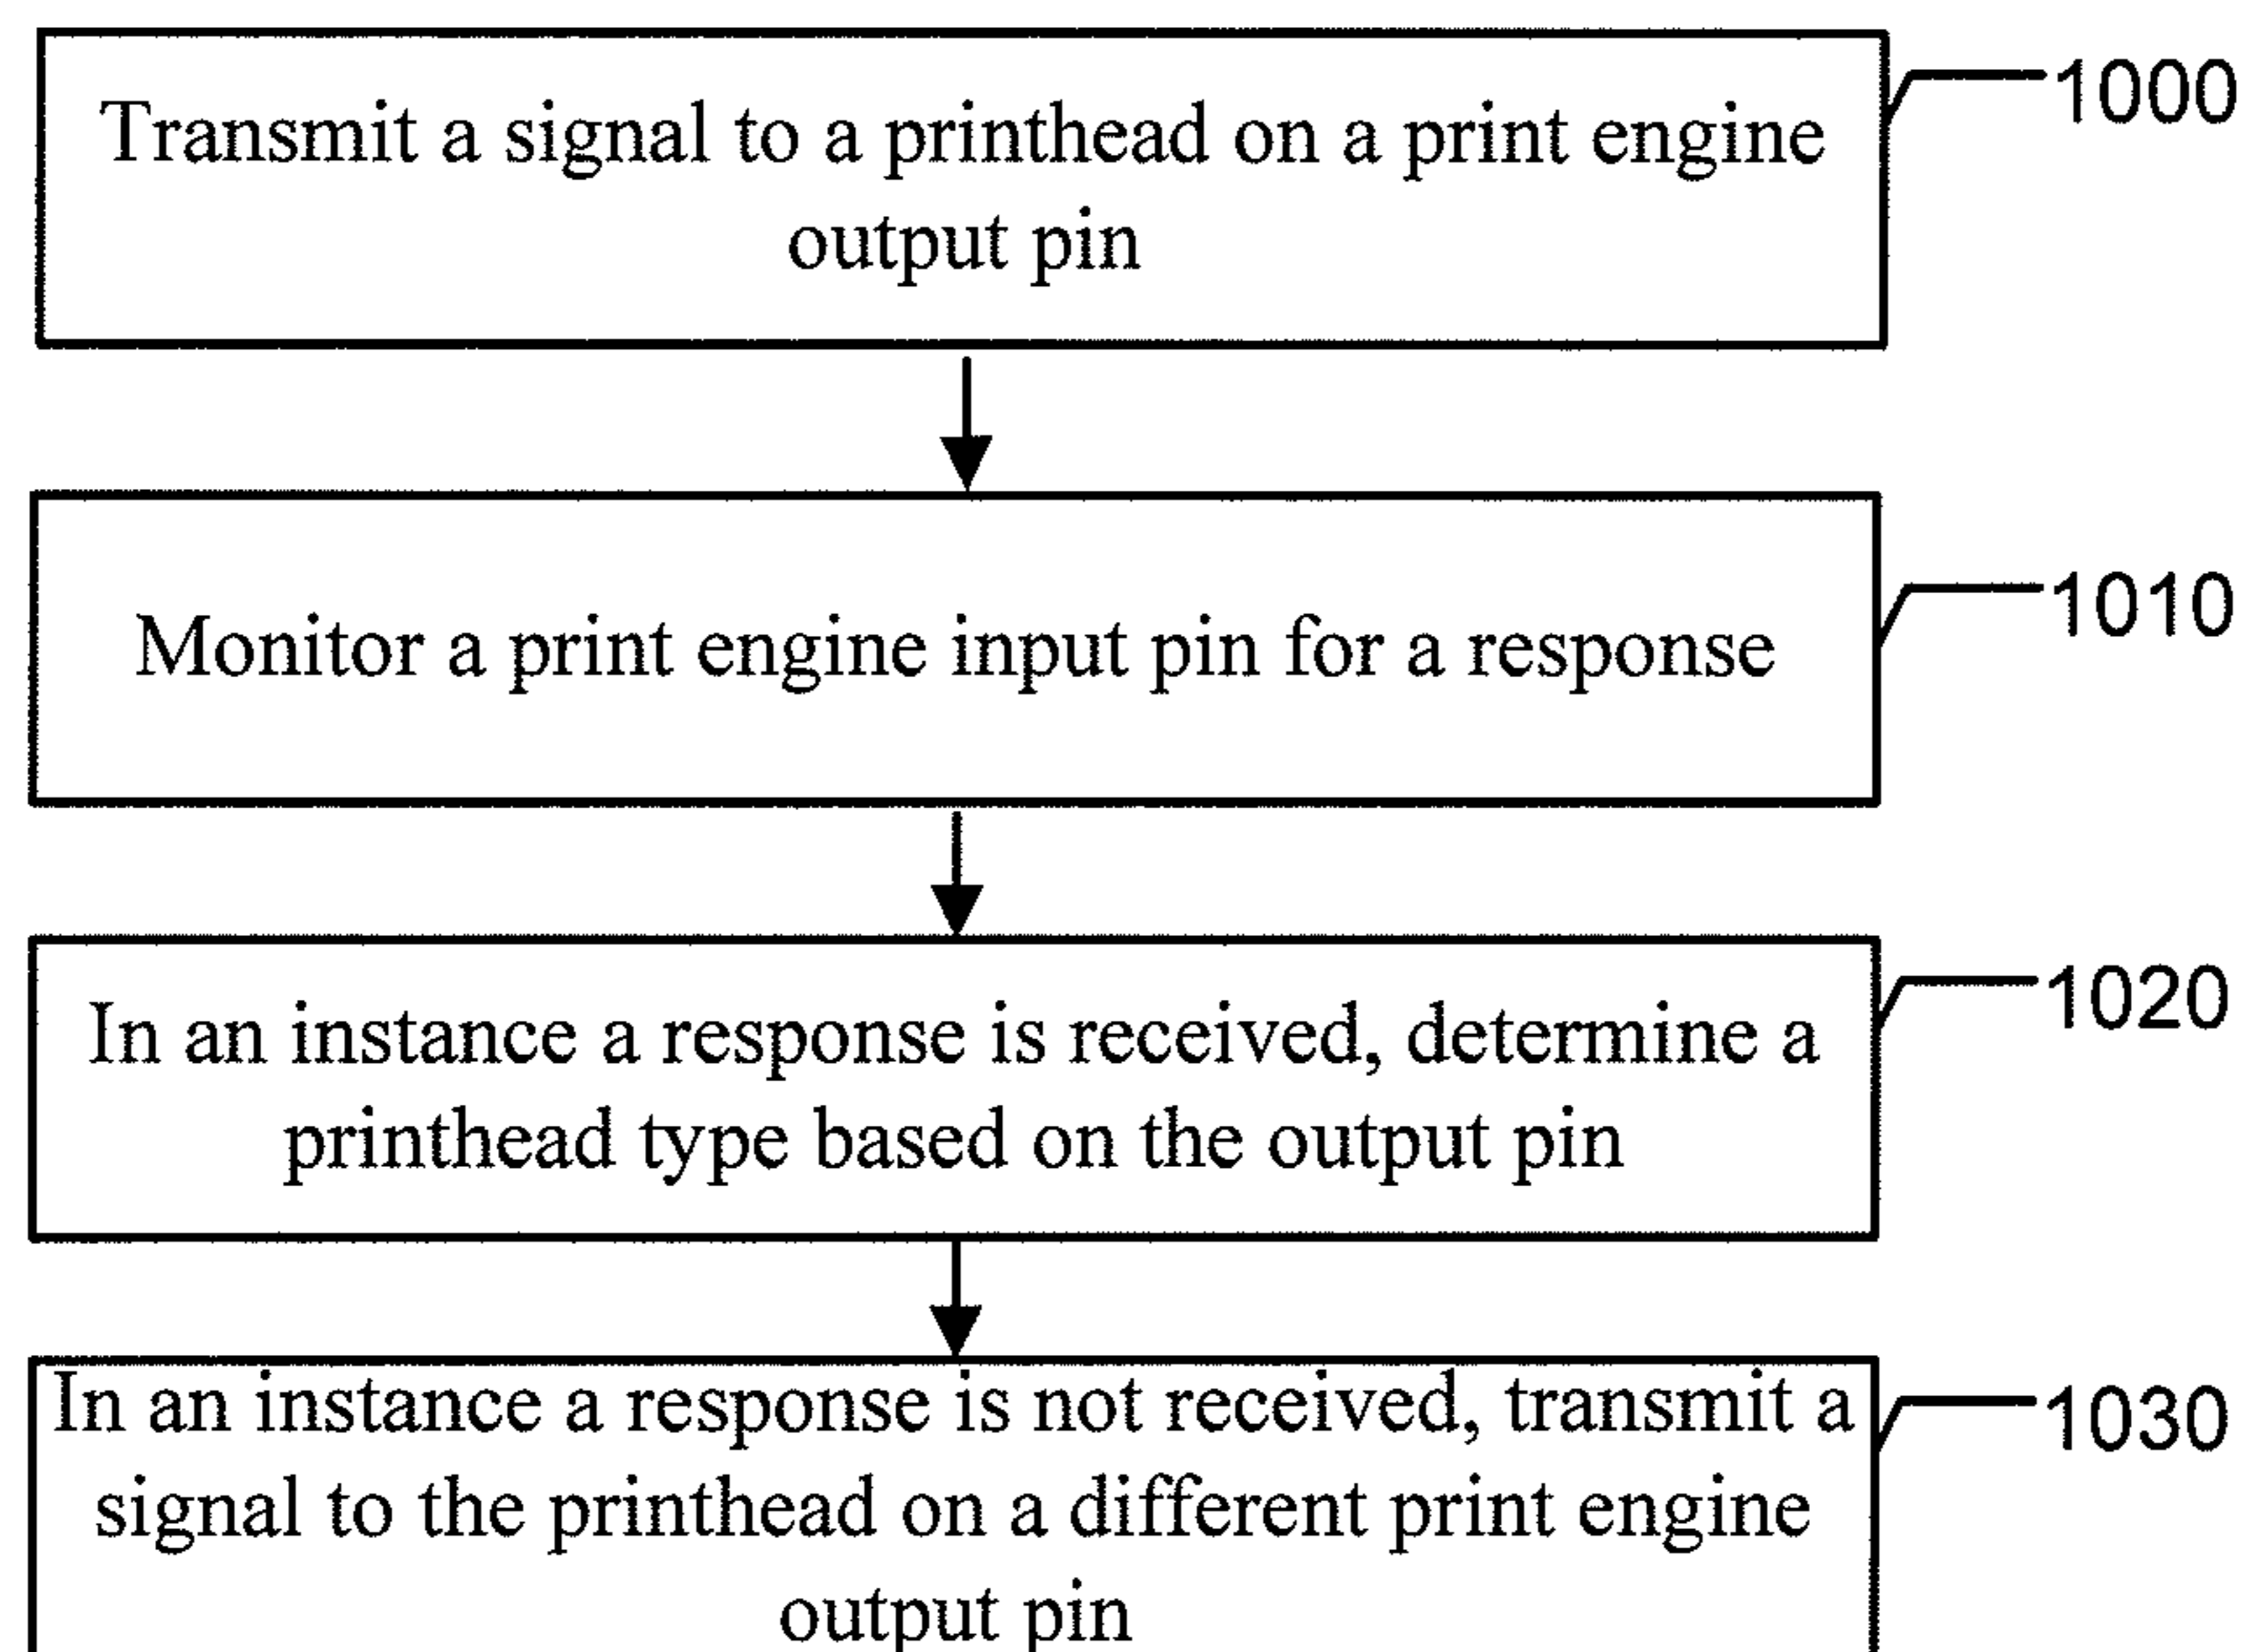 Transmit a signal to a printhead on a print engine
output pin
1000
Monitor a print engine input pin for a response
1010
In an instance a response is received, determine a
printhead type based on the output pin
1020
In an instance a response is not received, transmit a
signal to the printhead on a different print engine
output pin
1030